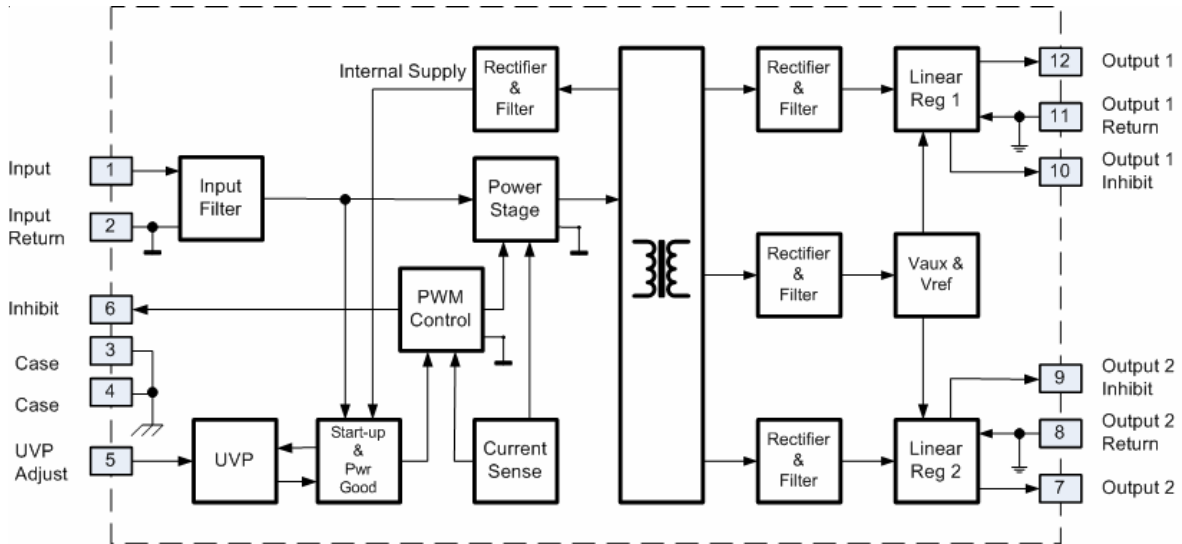 Internal Supply
Rectifier
&
Filter
Rectifier
&
Filter
Linear
Reg 1
12
Output 1
11
Output 1
Return
10
Output 1
Inhibit
Input
1
Input
Return
2
Input
Filter
Power
Stage
Inhibit
6
PWM
Control
Rectifier
&
Filter
Vaux &
Vref
Case
3
Case
4
UVP
Adjust
5
UVP
Start-up
&
Pwr
Good
Current
Sense
Rectifier
&
Filter
Linear
Reg 2
9
Output 2
Inhibit
8
Output 2
Return
7
Output 2